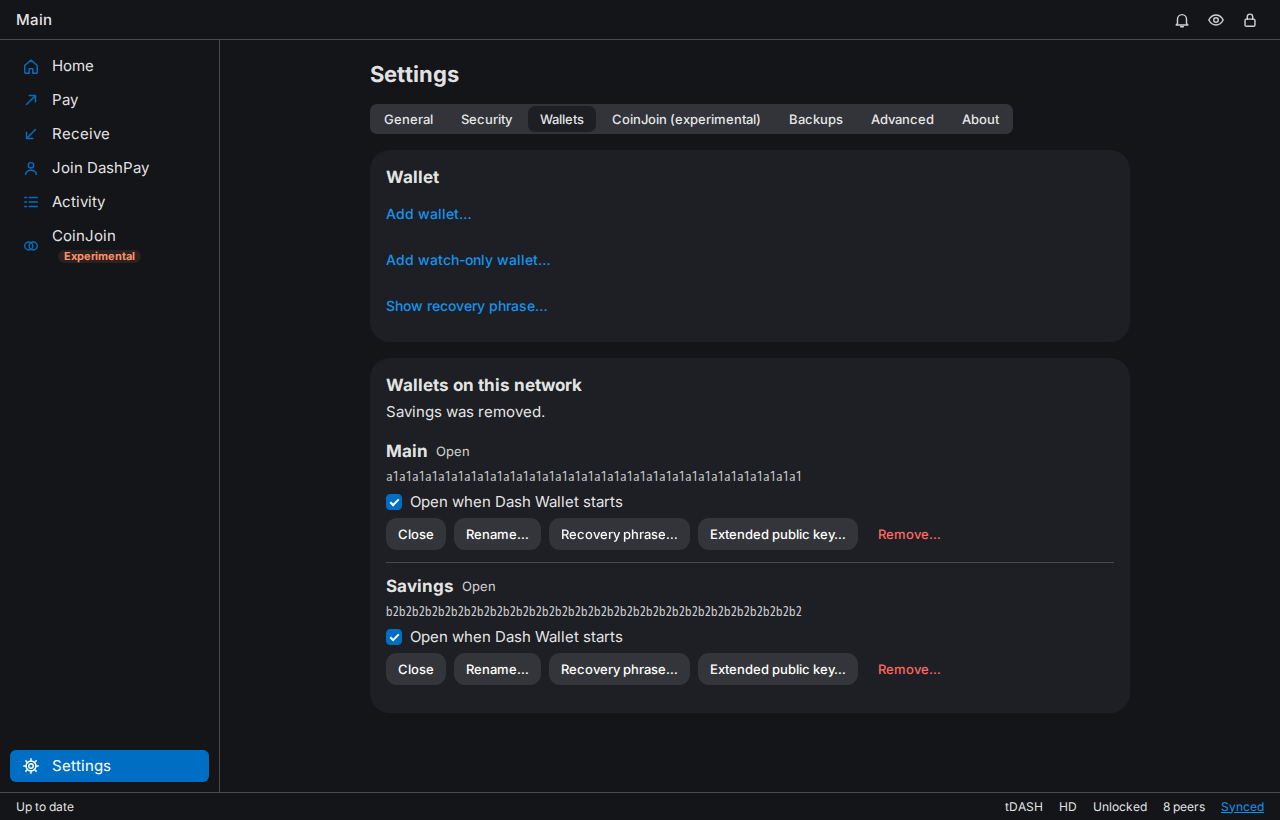 Main
Home
Pay
Receive
Join DashPay
Activity
CoinJoin
Experimental
Settings
Settings
General Security Wallets CoinJoin (experimental) Backups Advanced About
Wallet
Add wallet...
Add watch-only wallet...
Show recovery phrase...
Wallets on this network
Savings was removed.
Main Open
a1a1a1a1a1a1a1a1a1a1a1a1a1a1a1a1a1a1a1a1a1a1a1a1a1a1a1a1a1a1a1a1
Open when Dash Wallet starts
Close Rename... Recovery phrase... Extended public key... Remove...
Savings Open
b2b2b2b2b2b2b2b2b2b2b2b2b2b2b2b2b2b2b2b2b2b2b2b2b2b2b2b2b2b2b2b2
Open when Dash Wallet starts
Close Rename... Recovery phrase... Extended public key... Remove...
Up to date tDASH HD Unlocked 8 peers Synced